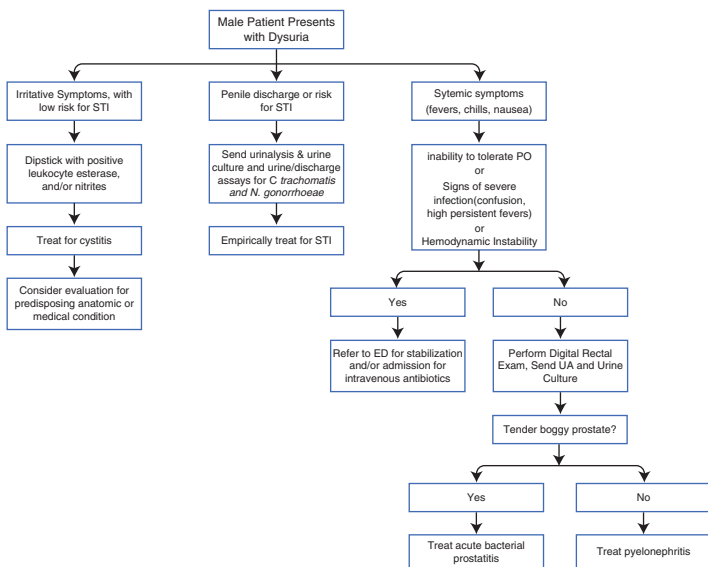 Male Patient Presents
with Dysuria
Irritative Symptoms, with
low risk for STI
Penile discharge or risk
for STI
Sytemic symptoms
(fevers, chills, nausea)
Dipstick with positive
leukocyte esterase,
and/or nitrites
Send urinalysis & urine
culture and urine/discharge
assays for C trachomatis
and N. gonorrhoeae
inability to tolerate PO
or
Signs of severe
infection(confusion,
high persistent fevers)
or
Hemodynamic Instability
Treat for cystitis
Empirically treat for STI
Consider evaluation for
predisposing anatomic or
medical condition
Yes
No
Refer to ED for stabilization
and/or admission for
intravenous antibiotics
Perform Digital Rectal
Exam, Send UA and Urine
Culture
Tender boggy prostate?
Yes
No
Treat acute bacterial
prostatitis
Treat pyelonephritis